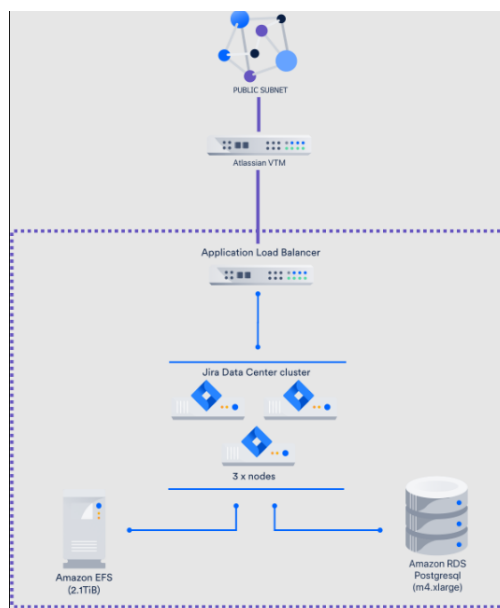 PUBLIC SUBNET
Atlassian VTM
Application Load Balancer
Jira Data Center cluster
3 x nodes
Amazon EFS
(2.1TiB)
Amazon RDS
Postgresql
(m4.xlarge)